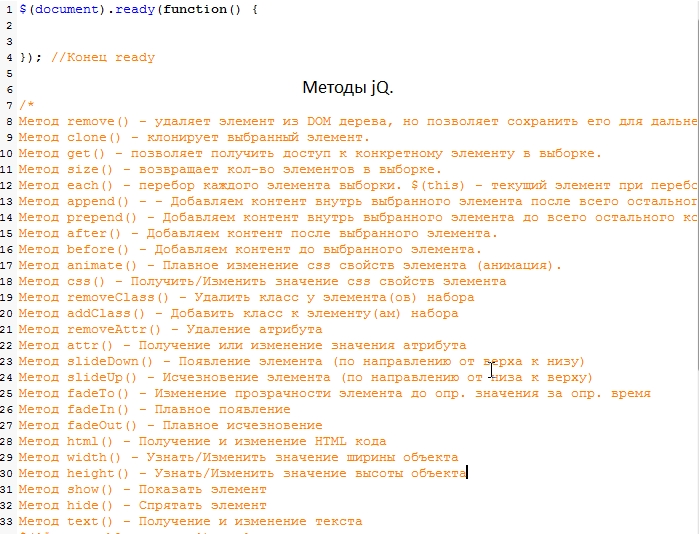 1 $(document).ready(function() {
2
3
4 }); //Конец ready
5
Методы jQ.
6
7 /*
8 Метод remove() - удаляет элемент из DOM дерева, но позволяет сохранить его для дальне
9 Метод clone() - клонирует выбранный элемент.
10 Метод get() - позволяет получить доступ к конкретному элементу в выборке.
11 Метод size() - возвращает кол-во элементов в выборке.
12 Метод each() - перебор каждого элемента выборки. $(this) - текущий элемент при перебо
13 Метод append() - - Добавляем контент внутрь выбранного элемента после всего остальног
14 Метод prepend() - Добавляем контент внутрь выбранного элемента до всего остального ко
15 Метод after() - Добавляем контент после выбранного элемента.
16 Метод before() - Добавляем контент до выбранного элемента.
17 Метод animate() - Плавное изменение css свойств элемента (анимация).
18 Метод css() - Получить/Изменить значение css свойств элемента
19 Метод removeClass() - Удалить класс у элемента(ов) набора
20 Метод addClass() - Добавить класс к элементу(ам) набора
21 Метод removeAttr() - Удаление атрибута
22 Метод attr() - Получение или изменение значения атрибута
23 Метод slideDown() - Появление элемента (по направлению от верха к низу)
24 Метод slideUp() - Исчезновение элемента (по направлению от низа к верху)
25 Метод fadeTo() - Изменение прозрачности элемента до опр. значения за опр. время
26 Метод fadeIn() - Плавное появление
27 Метод fadeOut() - Плавное исчезновение
28 Метод html() - Получение и изменение HTML кода
29 Метод width() - Узнать/Изменить значение ширины объекта
30 Метод height() - Узнать/Изменить значение высоты объекта
31 Метод show() - Показать элемент
32 Метод hide() - Спрятать элемент
33 Метод text() - Получение и изменение текста